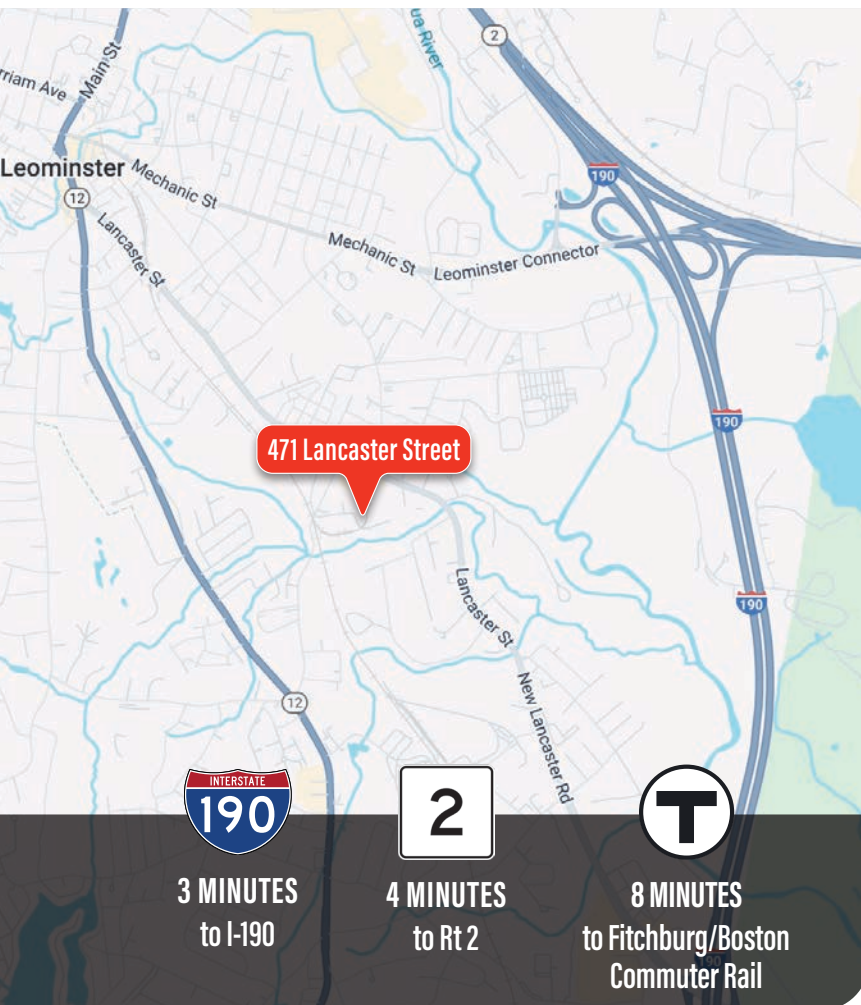 2
ua River
rriam Ave
Main St
190
Leominster
Mechanic St
12
Lancaster St
Mechanic St
Leominster Connector
190
471 Lancaster Street
190
Lancaster St
12
New Lancaster Rd
INTERSTATE
190
2
T
3 MINUTES
to I-190
4 MINUTES
to Rt 2
8 MINUTES
to Fitchburg/Boston
Commuter Rail
190